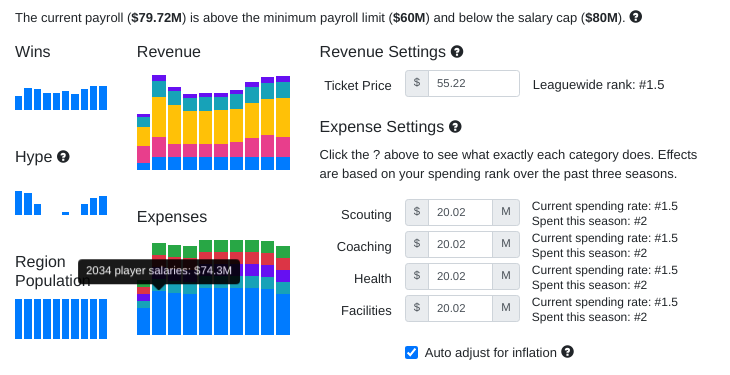 The current payroll ($79.72M) is above the minimum payroll limit ($60M) and below the salary cap ($80M). ?
Wins
Hype ?
Region
Population
Revenue
Expenses
2034 player salaries: $74.3M
Revenue Settings ?
Ticket Price $ 55.22 Leaguewide rank: #1.5
Expense Settings ?
Click the ? above to see what exactly each category does. Effects
are based on your spending rank over the past three seasons.
Scouting $ 20.02 M Current spending rate: #1.5
Spent this season: #2
Coaching $ 20.02 M Current spending rate: #1.5
Spent this season: #2
Health $ 20.02 M Current spending rate: #1.5
Spent this season: #2
Facilities $ 20.02 M Current spending rate: #1.5
Spent this season: #2
Auto adjust for inflation ?